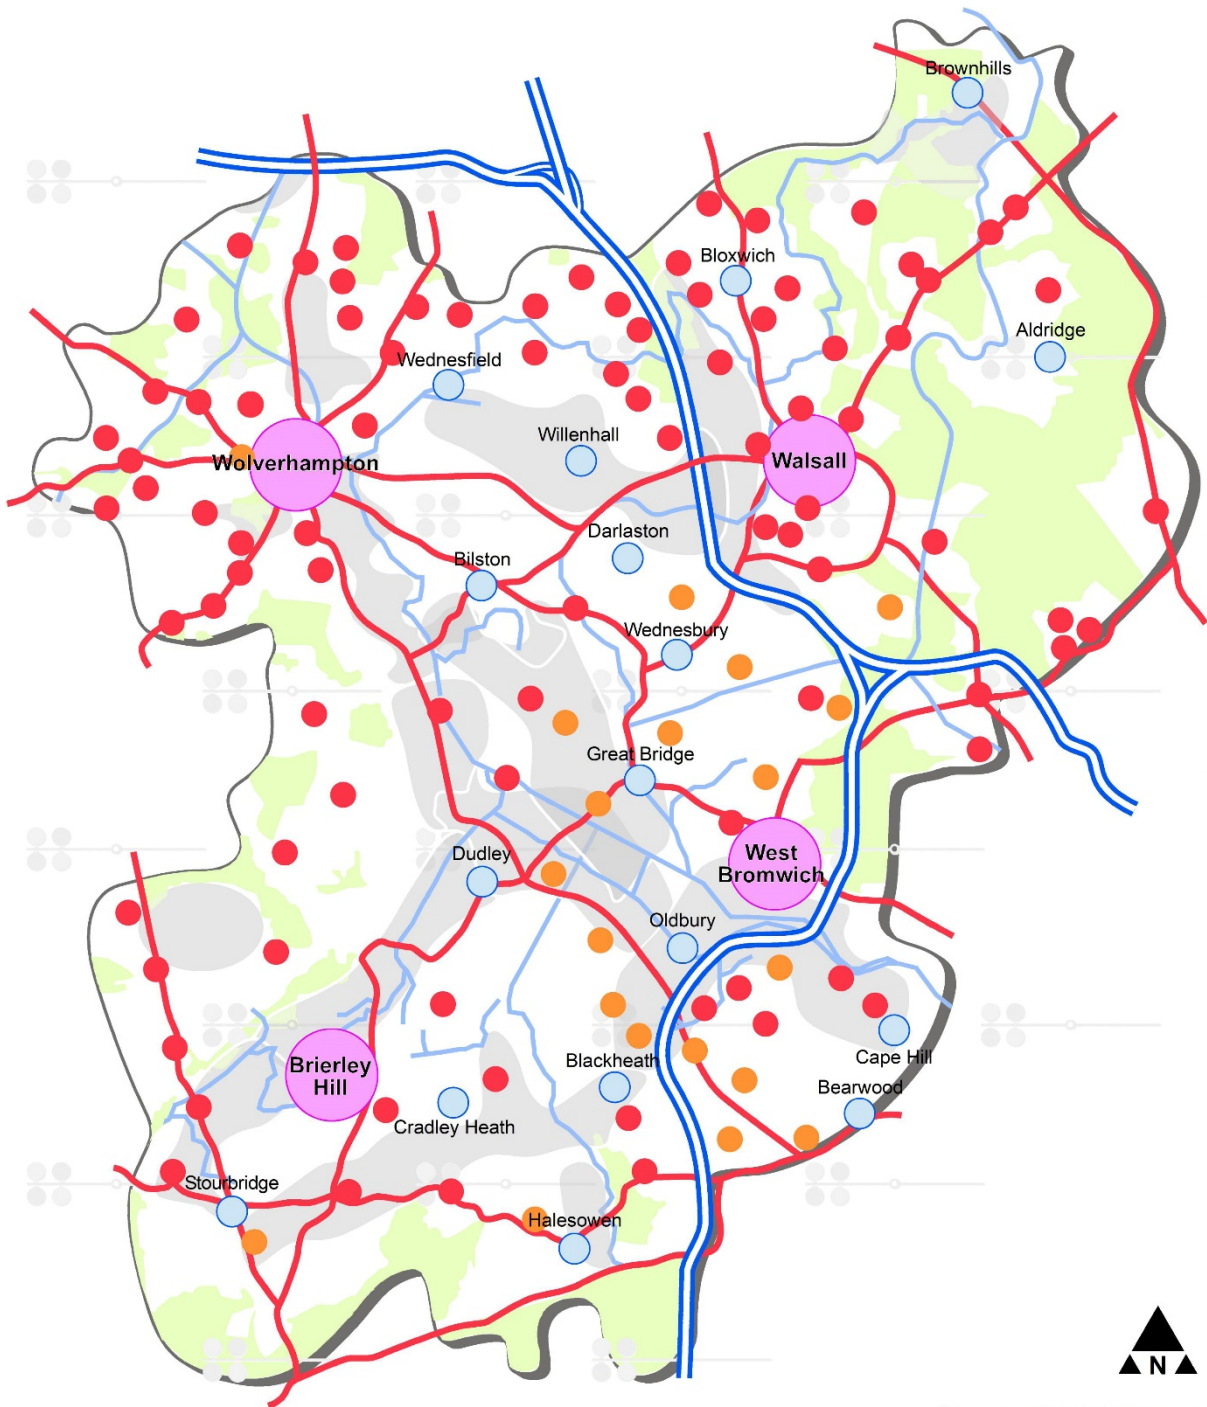 Brownhills
Bloxwich
Aldridge
Wednesfield
Willenhall
Wolverhampton
Walsall
Darlaston
Bilston
Wednesbury
Great Bridge
Dudley
West
Bromwich
Oldbury
Brierley
Hill
Blackheath
Cape Hill
Bearwood
Cradley Heath
Stourbridge
Halesowen
N